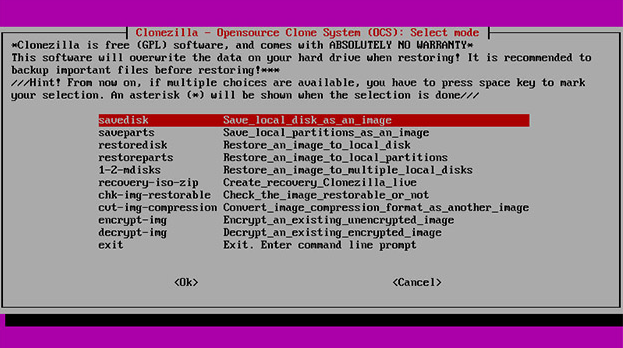 Clonezilla - Opensource Clone System (OCS): Select mode
*Clonezilla is free (GPL) software, and comes with ABSOLUTELY NO WARRANTY*
This software will overwrite the data on your hard drive when restoring! It is recommended to
backup important files before restoring!***
///Hint! From now on, if multiple choices are available, you have to press space key to mark
your selection. An asterisk (*) will be shown when the selection is done///
savedisk Save_local_disk_as_an_image
saveparts Save_local_partitions_as_an_image
restoredisk Restore_an_image_to_local_disk
restoreparts Restore_an_image_to_local_partitions
1-2-mdisks Restore_an_image_to_multiple_local_disks
recovery-iso-zip Create_recovery_Clonezilla_live
chk-img-restorable Check_the_image_restorable_or_not
cvt-img-compression Convert_image_compression_format_as_another_image
encrypt-img Encrypt_an_existing_unencrypted_image
decrypt-img Decrypt_an_existing_encrypted_image
exit Exit. Enter command line prompt
<Ok> <Cancel>